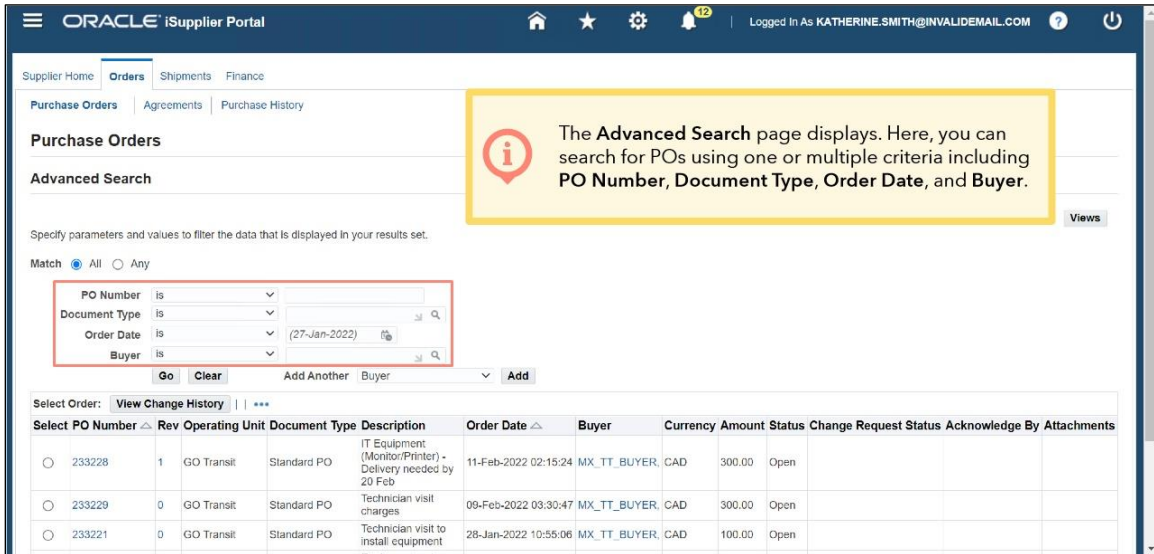 ORACLE iSupplier Portal
12
Logged In As KATHERINE.SMITH@INVALIDEMAIL.COM
?
Supplier Home Orders Shipments Finance
Purchase Orders Agreements Purchase History
Purchase Orders
Advanced Search
i
The Advanced Search page displays. Here, you can
search for POs using one or multiple criteria including
PO Number, Document Type, Order Date, and Buyer.
Views
Specify parameters and values to filter the data that is displayed in your results set.
Match All Any
PO Number is
Document Type is
Order Date is (27-Jan-2022)
Buyer is
Go Clear Add Another Buyer Add
Select Order: View Change History | | •••
Select PO Number Rev Operating Unit Document Type Description Order Date Buyer Currency Amount Status Change Request Status Acknowledge By Attachments
233228 1 GO Transit Standard PO IT Equipment (Monitor/Printer) - Delivery needed by 20 Feb 11-Feb-2022 02:15:24 MX_TT_BUYER, CAD 300.00 Open
233229 0 GO Transit Standard PO Technician visit charges 09-Feb-2022 03:30:47 MX_TT_BUYER, CAD 300.00 Open
233221 0 GO Transit Standard PO Technician visit to install equipment 28-Jan-2022 10:55:06 MX_TT_BUYER, CAD 100.00 Open